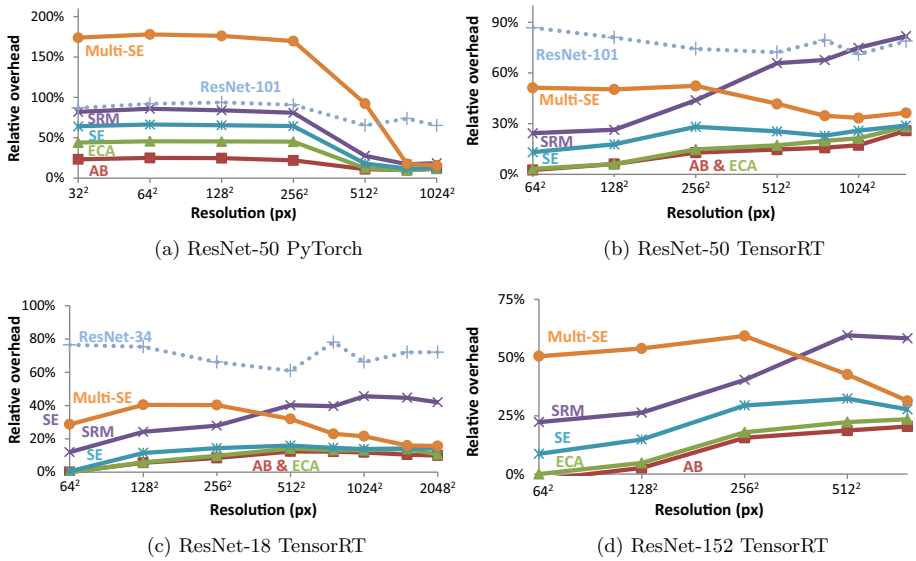 200%
150%
100%
50%
0%
Relative overhead
Multi-SE
ResNet-101
SRM
SE
ECA
AB
32²
64²
128²
256²
512²
1024²
Resolution (px)
(a) ResNet-50 PyTorch
90%
60%
30%
0%
Relative overhead
ResNet-101
Multi-SE
SRM
SE
AB & ECA
64²
128²
256²
512²
1024²
Resolution (px)
(b) ResNet-50 TensorRT
100%
80%
60%
40%
20%
0%
Relative overhead
ResNet-34
Multi-SE
SE
SRM
SE
AB & ECA
64²
128²
256²
512²
1024²
2048²
Resolution (px)
(c) ResNet-18 TensorRT
75%
50%
25%
0%
Relative overhead
Multi-SE
SRM
SE
ECA
AB
64²
128²
256²
512²
Resolution (px)
(d) ResNet-152 TensorRT